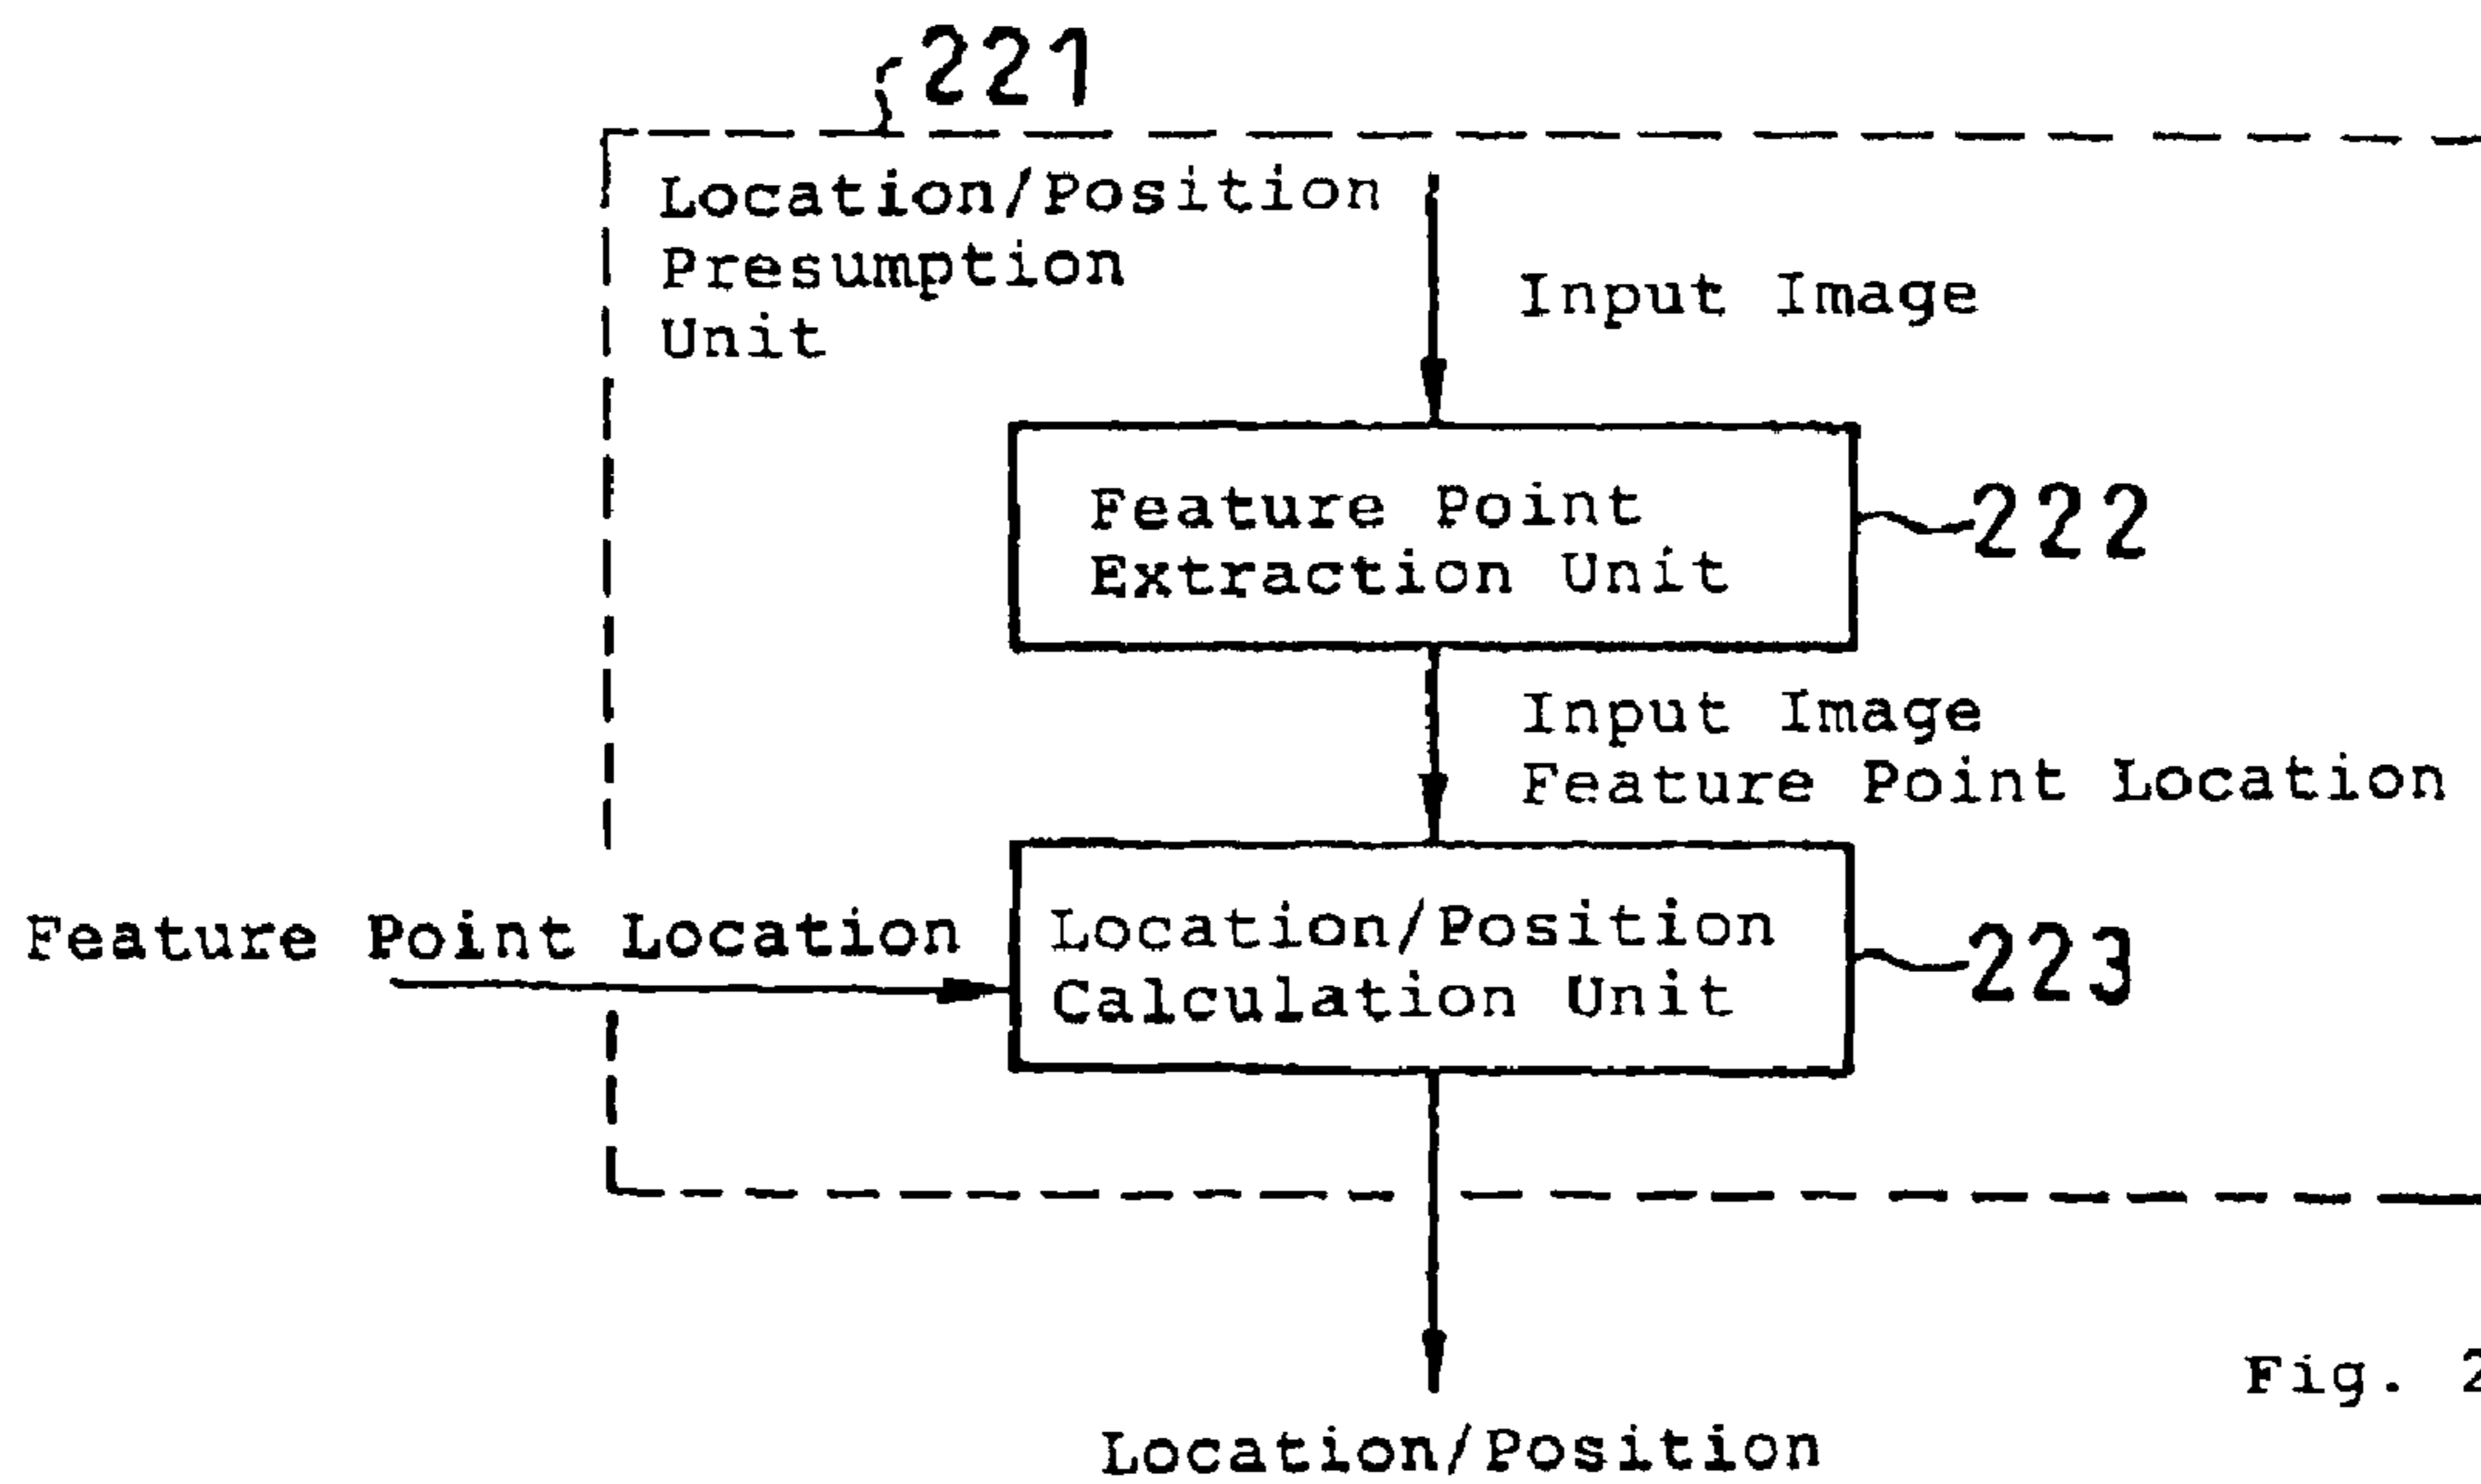 221
Location/Position
Presumption
Unit
Input Image
Feature Point
Extraction Unit
222
Input Image
Feature Point Location
Feature Point Location
Location/Position
Calculation Unit
223
Fig. 2
Location/Position